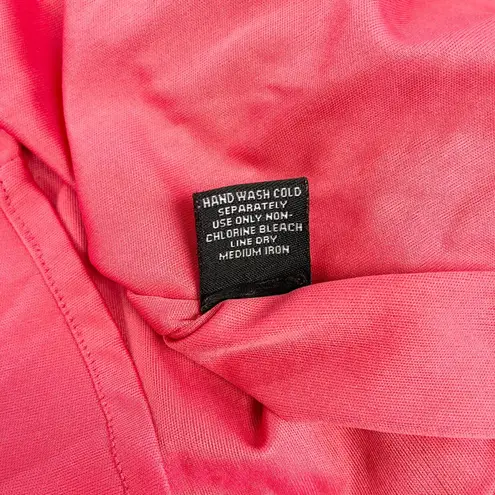 HAND WASH COLD
SEPARATELY
USE ONLY NON-
CHLORINE BLEACH
LINE DRY
MEDIUM IRON